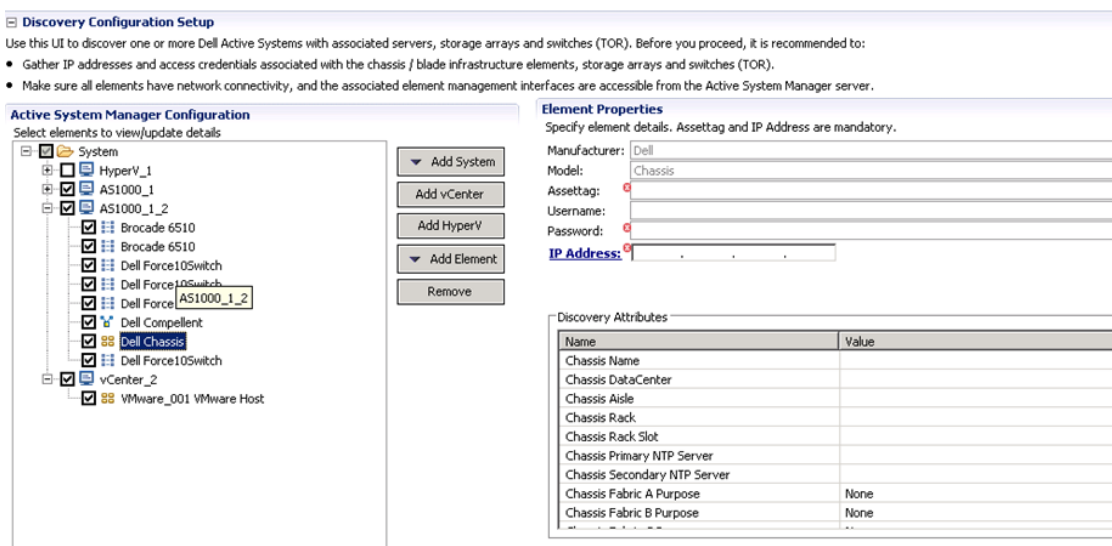 Discovery Configuration Setup
Use this UI to discover one or more Dell Active Systems with associated servers, storage arrays and switches (TOR). Before you proceed, it is recommended to:
• Gather IP addresses and access credentials associated with the chassis / blade infrastructure elements, storage arrays and switches (TOR).
• Make sure all elements have network connectivity, and the associated element management interfaces are accessible from the Active System Manager server.
Active System Manager Configuration
Select elements to view/update details
System
HyperV_1
AS1000_1
AS1000_1_2
Brocade 6510
Brocade 6510
Dell Force10Switch
Dell Force10Switch
Dell Force
AS1000_1_2
Dell Compellent
Dell Chassis
Dell Force10Switch
vCenter_2
VMware_001 VMware Host
Add System
Add vCenter
Add HyperV
Add Element
Remove
Element Properties
Specify element details. Assettag and IP Address are mandatory.
Manufacturer: Dell
Model: Chassis
Assettag:
Username:
Password:
IP Address: . . .
Discovery Attributes
Name Value
Chassis Name
Chassis DataCenter
Chassis Aisle
Chassis Rack
Chassis Rack Slot
Chassis Primary NTP Server
Chassis Secondary NTP Server
Chassis Fabric A Purpose None
Chassis Fabric B Purpose None